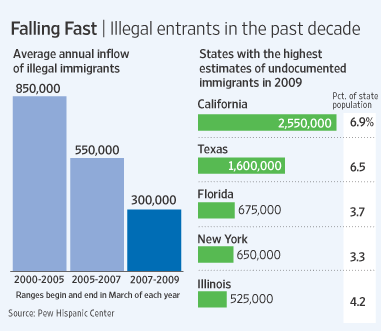 Falling Fast | Illegal entrants in the past decade
Average annual inflow
of illegal immigrants
850,000
550,000
300,000
2000-2005 2005-2007 2007-2009
Ranges begin and end in March of each year
Source: Pew Hispanic Center
States with the highest
estimates of undocumented
immigrants in 2009
Pct. of state
population
California
2,550,000 6.9%
Texas
1,600,000 6.5
Florida
675,000 3.7
New York
650,000 3.3
Illinois
525,000 4.2